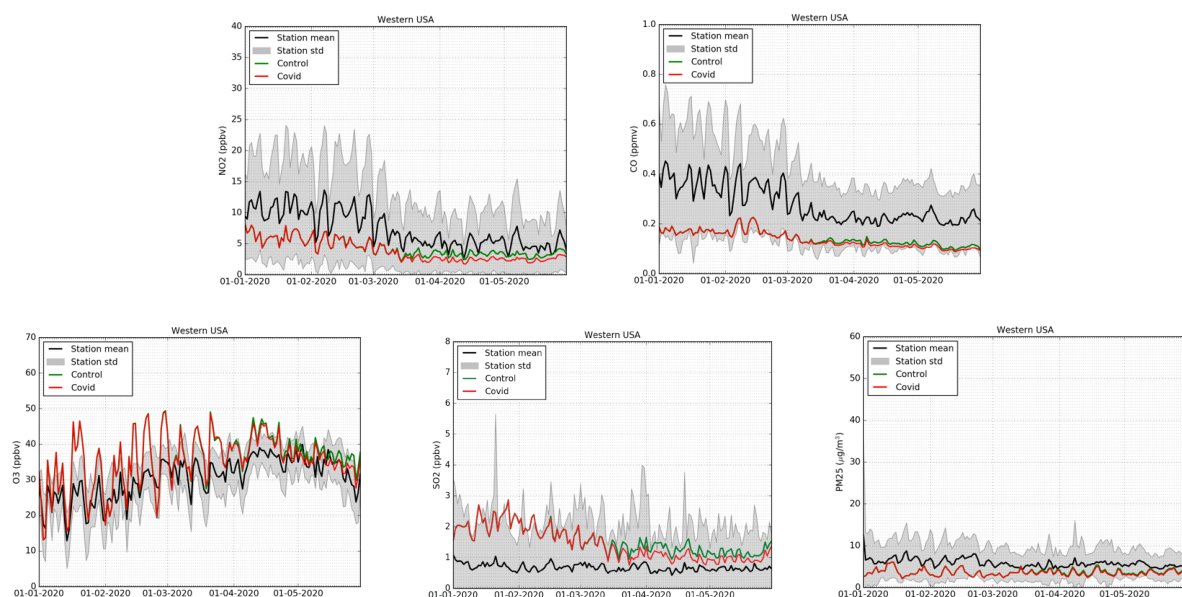 Western USA
40
35
30
25
20
15
10
5
0
NO2 (ppbv)
Station mean
Station std
Control
Covid
01-01-2020 01-02-2020 01-03-2020 01-04-2020 01-05-2020
Western USA
1.0
0.8
0.6
0.4
0.2
0.0
CO (ppmv)
Station mean
Station std
Control
Covid
01-01-2020 01-02-2020 01-03-2020 01-04-2020 01-05-2020
Western USA
70
60
50
40
30
20
10
0
O3 (ppbv)
Station mean
Station std
Control
Covid
01-01-2020 01-02-2020 01-03-2020 01-04-2020 01-05-2020
Western USA
8
7
6
5
4
3
2
1
0
SO2 (ppbv)
Station mean
Station std
Control
Covid
01-01-2020 01-02-2020 01-03-2020 01-04-2020 01-05-2020
Western USA
60
50
40
30
20
10
0
PM25 (μg/m³)
Station mean
Station std
Control
Covid
01-01-2020 01-02-2020 01-03-2020 01-04-2020 01-05-2020